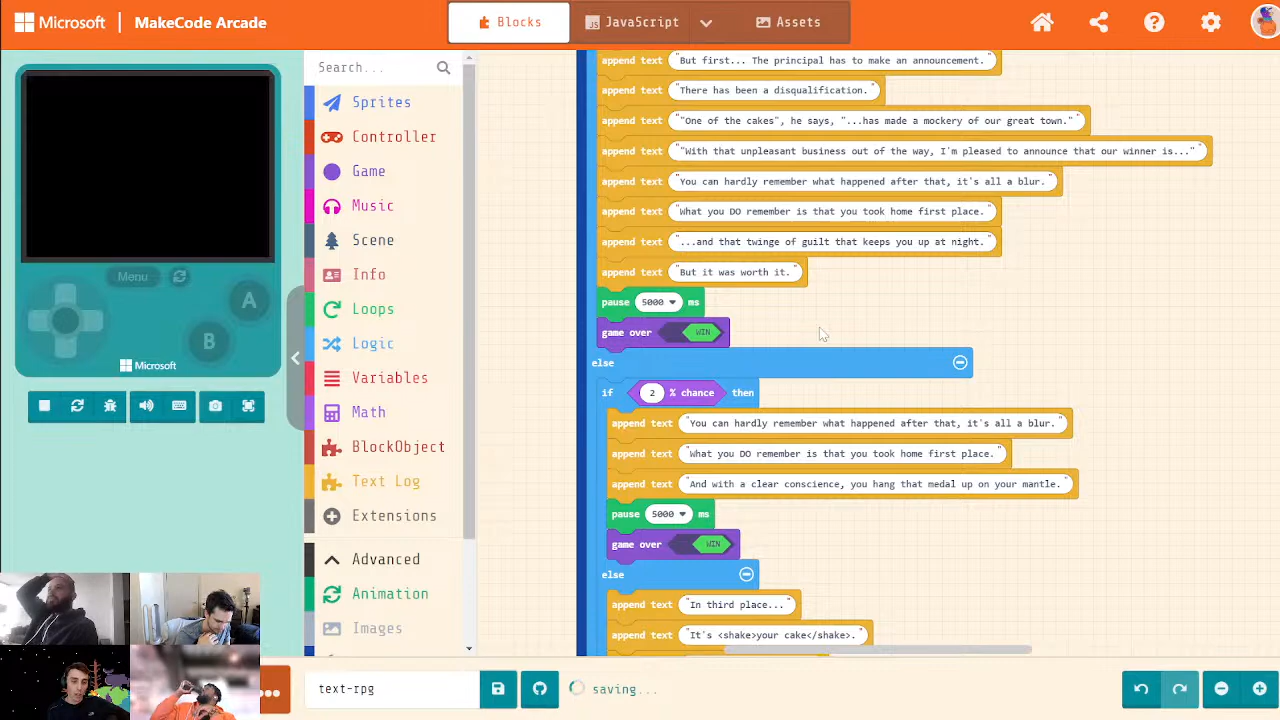 Microsoft | MakeCode Arcade
Blocks
JavaScript
Assets
Search...
Sprites
Controller
Game
Music
Scene
Info
Loops
Logic
Variables
Math
BlockObject
Text Log
Extensions
Advanced
Animation
Images
Menu
A
B
Microsoft
append text "But first... The principal has to make an announcement."
append text "There has been a disqualification."
append text ""One of the cakes", he says, "...has made a mockery of our great town.""
append text ""With that unpleasant business out of the way, I'm pleased to announce that our winner is...""
append text "You can hardly remember what happened after that, it's all a blur."
append text "What you DO remember is that you took home first place."
append text "...and that twinge of guilt that keeps you up at night."
append text "But it was worth it."
pause 5000 ms
game over WIN
else
if 2 % chance then
append text "You can hardly remember what happened after that, it's all a blur."
append text "What you DO remember is that you took home first place."
append text "And with a clear conscience, you hang that medal up on your mantle."
pause 5000 ms
game over WIN
else
append text "In third place..."
append text "It's <shake>your cake</shake>."
text-rpg
saving...